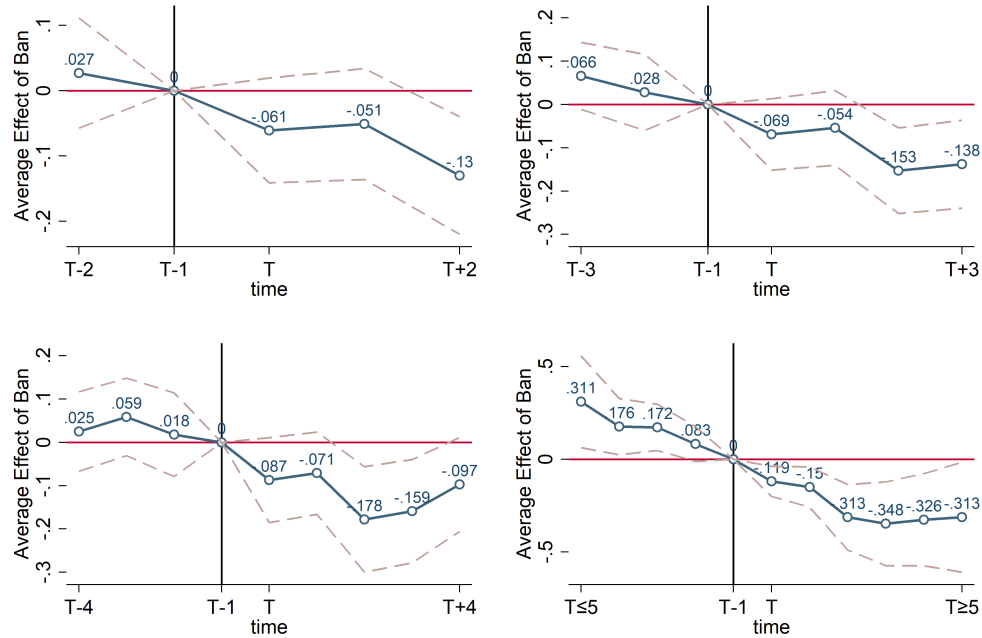 Average Effect of Ban
.1
0
-.1
-.2
.027
0
-.061
-.051
-.13
T-2
T-1
T
T+2
time
Average Effect of Ban
.2
.1
0
-.1
-.2
-.3
.066
.028
0
-.069
-.054
-.153
-.138
T-3
T-1
T
T+3
time
Average Effect of Ban
.2
.1
0
-.1
-.2
-.3
.025
.059
.018
0
-.087
-.071
-.178
-.159
-.097
T-4
T-1
T
T+4
time
Average Effect of Ban
.5
0
-.5
.311
.176
.172
.083
0
-.119
-.15
-.313
-.348
-.326
-.313
T≤5
T-1
T
T≥5
time